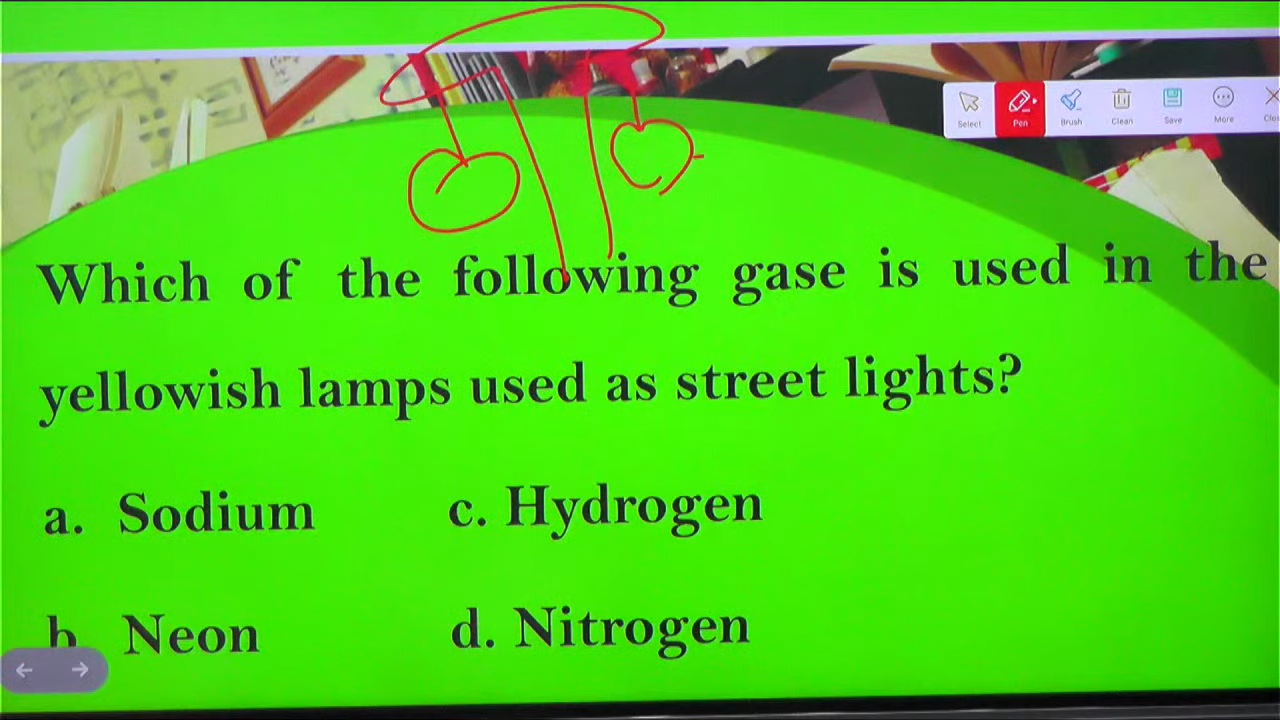 Select Pen Brush Clean Save More
Which of the following gase is used in the
yellowish lamps used as street lights?
a. Sodium c. Hydrogen
b Neon d. Nitrogen